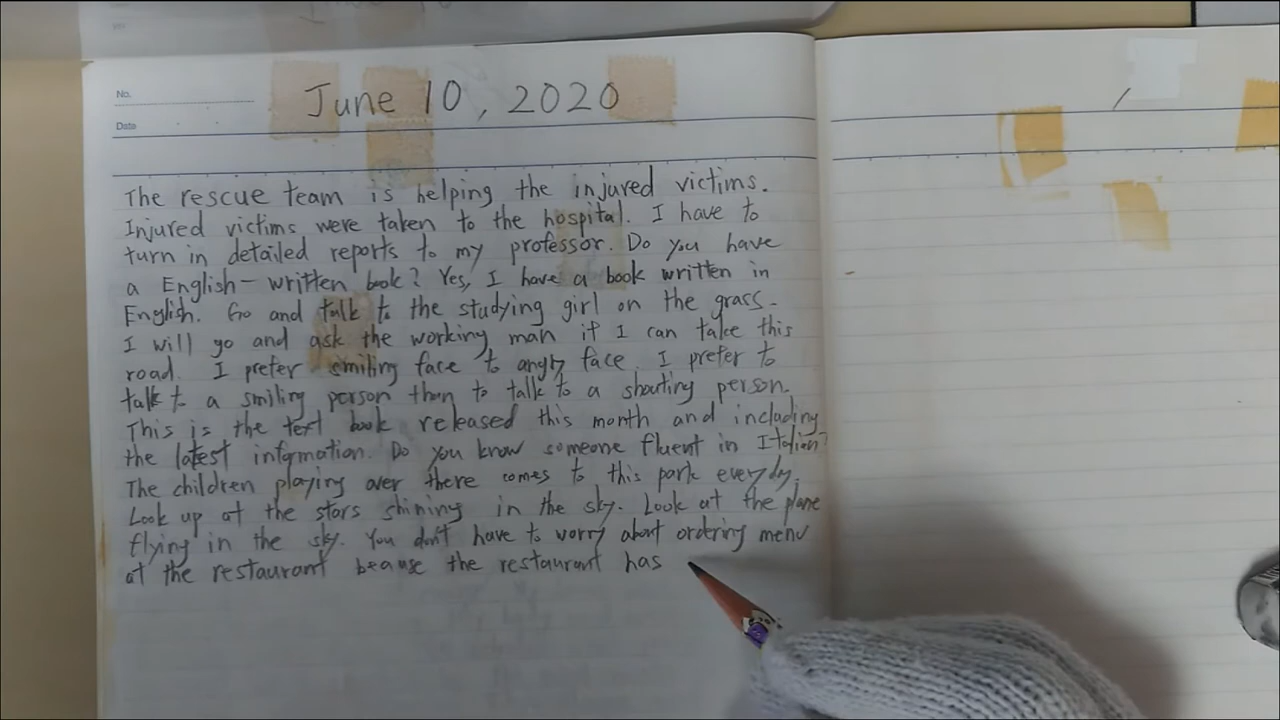 No.
June 10, 2020
Date
The rescue team is helping the injured victims.
Injured victims were taken to the hospital. I have to
turn in detailed reports to my professor. Do you have
a English-written book? Yes, I have a book written in
English. Go and talk to the studying girl on the grass.
I will go and ask the working man if I can take this
road. I prefer smiling face to angry face. I prefer to
talk to a smiling person than to talk to a shouting person.
This is the text book released this month and including
the latest information. Do you know someone fluent in Italian?
The children playing over there comes to this park everyday.
Look up at the stars shining in the sky. Look at the plane
flying in the sky. You don't have to worry about ordering menu
at the restaurant beause the restaurant has